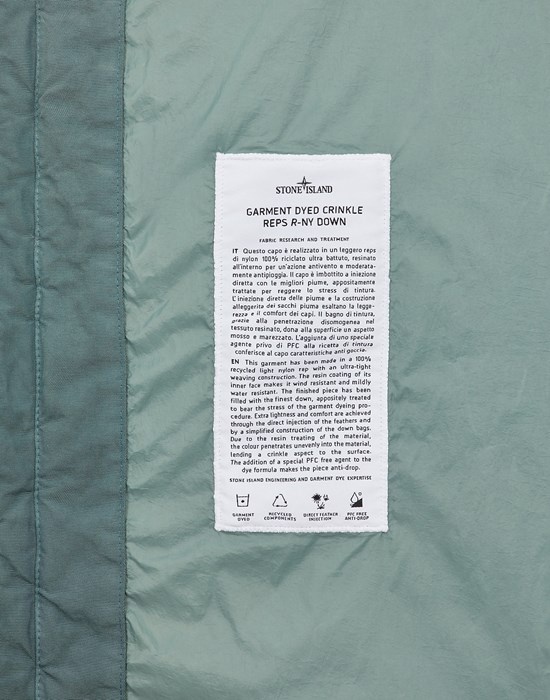 STONE ISLAND
GARMENT DYED CRINKLE
REPS R-NY DOWN
FABRIC RESEARCH AND TREATMENT
IT Questo capo è realizzato in un leggero reps
di nylon 100% riciclato ultra battuto, resinato
all'interno per un'azione antivento e moderata-
mente antipioggia. Il capo è imbottito a iniezione
diretta con le migliori piume, appositamente
trattate per reggere lo stress di tintura.
L'iniezione diretta delle piume e la costruzione
alleggerita dei sacchi piuma esaltano la legge-
rezza e il comfort dei capi. Il bagno di tintura,
grazie alla penetrazione disomogenea nel
tessuto resinato, dona alla superficie un aspetto
mosso e marezzato. L'aggiunta di uno speciale
agente privo di PFC alla ricetta di tintura
conferisce al capo caratteristiche anti goccia.
EN This garment has been made in a 100%
recycled light nylon rep with an ultra-tight
weaving construction. The resin coating of its
inner face makes it wind resistant and mildly
water resistant. The finished piece has been
filled with the finest down, appositely treated
to bear the stress of the garment dyeing pro-
cedure. Extra lightness and comfort are achieved
through the direct injection of the feathers and
by a simplified construction of the down bags.
Due to the resin treating of the material,
the colour penetrates unevenly into the material,
lending a crinkle aspect to the surface.
The addition of a special PFC free agent to the
dye formula makes the piece anti-drop.
STONE ISLAND ENGINEERING AND GARMENT DYE EXPERTISE
GARMENT DYED
RECYCLED COMPONENTS
DIRECT FEATHER INJECTION
PFC FREE ANTI-DROP